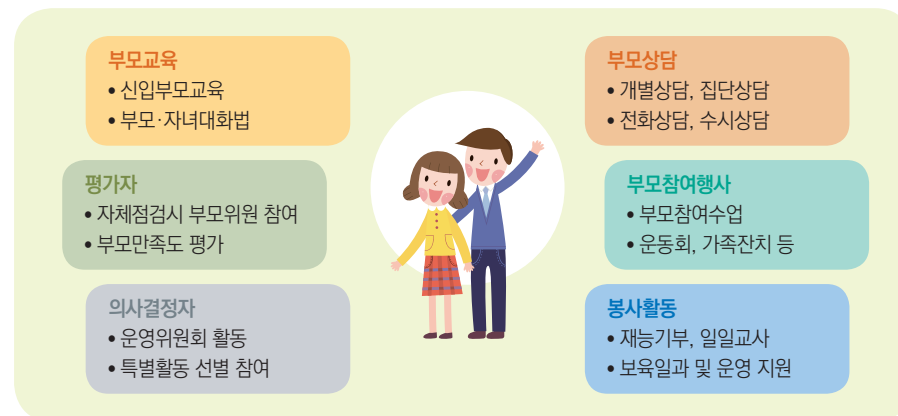 부모교육
• 신입부모교육
• 부모·자녀대화법
평가자
• 자체점검시 부모위원 참여
• 부모만족도 평가
의사결정자
• 운영위원회 활동
• 특별활동 선별 참여
부모상담
• 개별상담, 집단상담
• 전화상담, 수시상담
부모참여행사
• 부모참여수업
• 운동회, 가족잔치 등
봉사활동
• 재능기부, 일일교사
• 보육일과 및 운영 지원